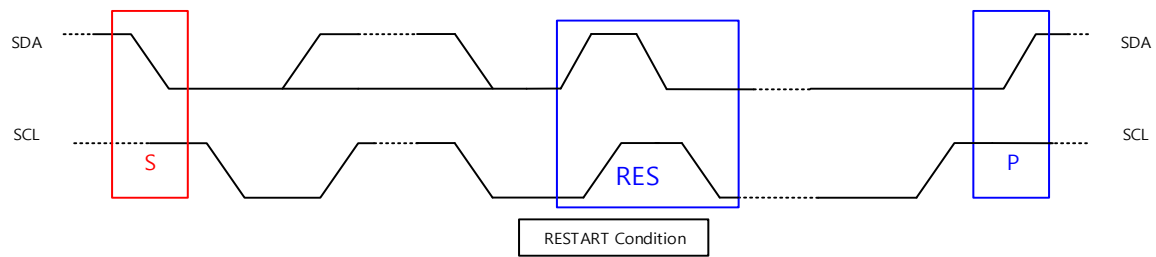 SDA
SDA
SCL
SCL
S
RES
P
RESTART Condition